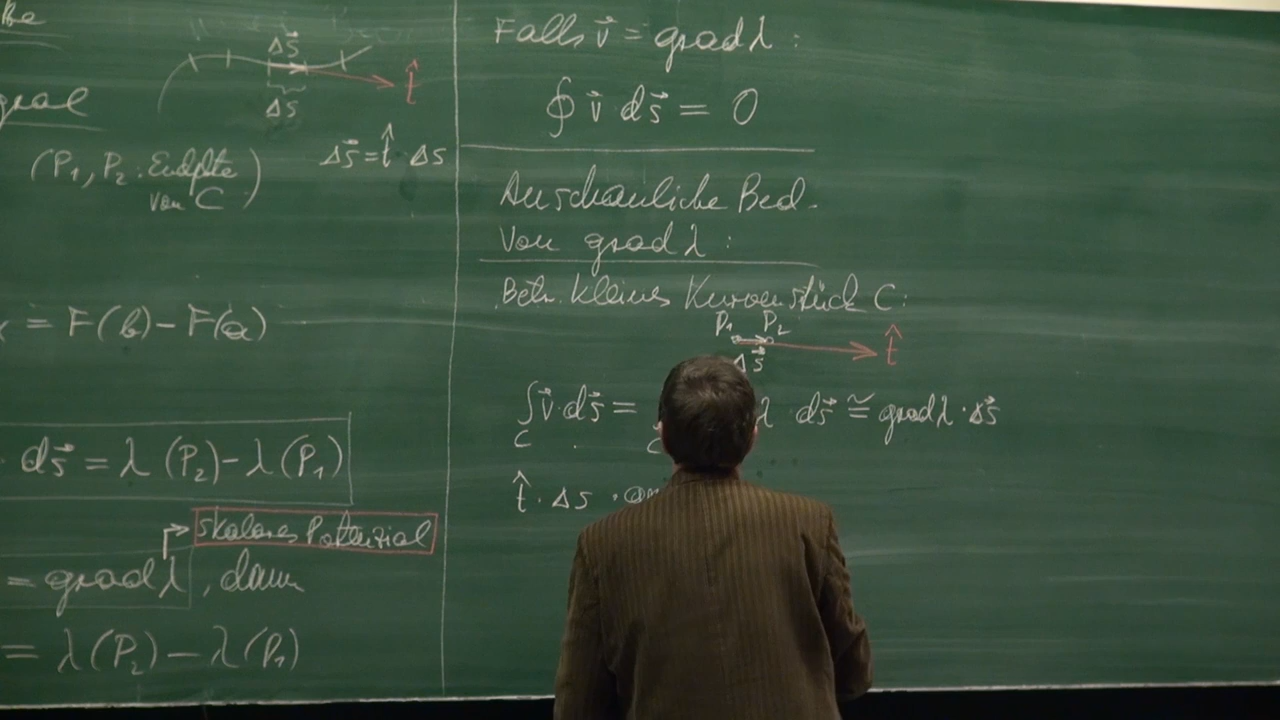 Δs⃗
t̂
Δs
(P₁, P₂: Endpkte
von C)
Δs⃗ = t̂ · Δs
= F(b) - F(a)
· ds⃗ = λ(P₂) - λ(P₁)
skalares Potenzial
= grad λ, dann
= λ(P₂) - λ(P₁)
Falls v⃗ = grad λ:
∮ v⃗ ds⃗ = 0
Anschauliche Bed.
von grad λ:
Betr. kleines Kurvenstück C:
P₁ P₂
t̂
Δs⃗
∫ v⃗ · ds⃗ = λ · ds⃗ ≅ grad λ · Δs⃗
C C
t̂ · Δs ·